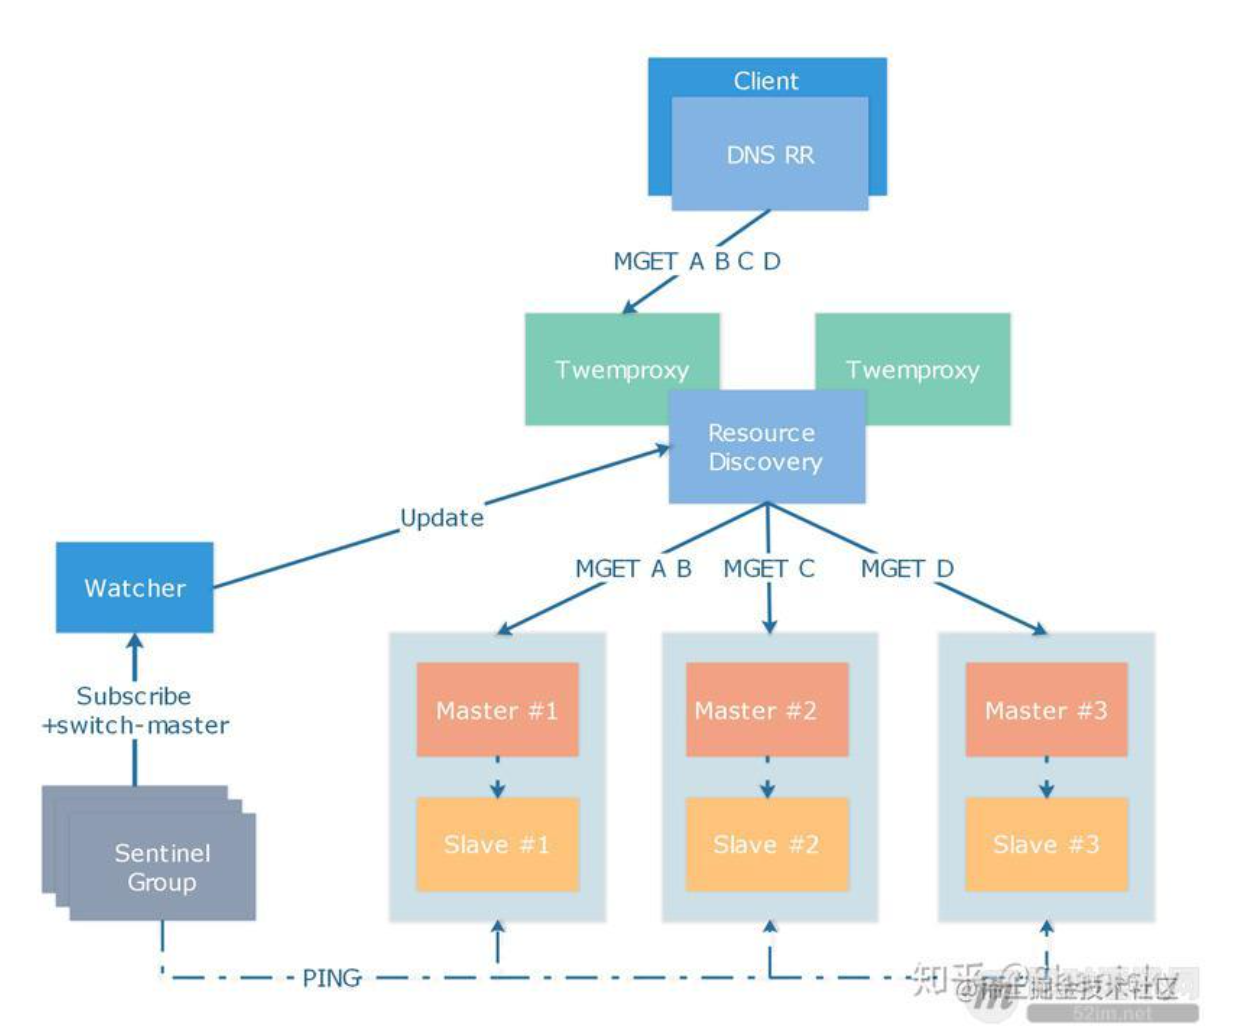 Client
DNS RR
MGET A B C D
Twemproxy
Twemproxy
Resource
Discovery
Update
MGET A B
MGET C
MGET D
Watcher
Subscribe
+switch-master
Master #1
Master #2
Master #3
Slave #1
Slave #2
Slave #3
Sentinel
Group
PING
知乎
@稀土掘金技术社区
52im.net